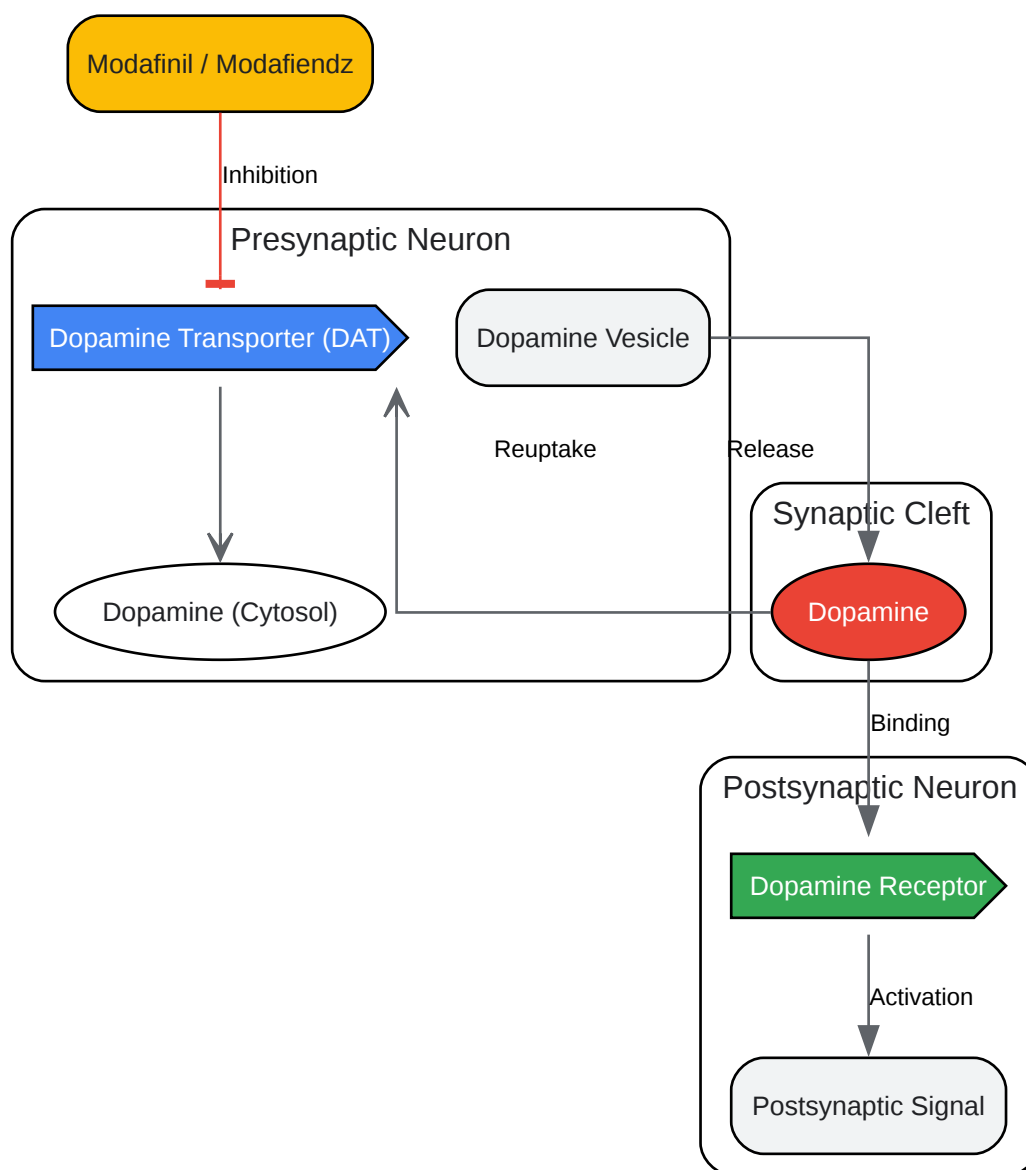 Modafinil / Modafiendz
Inhibition
Presynaptic Neuron
Dopamine Transporter (DAT)
Dopamine Vesicle
Reuptake
Release
Synaptic Cleft
Dopamine (Cytosol)
Dopamine
Binding
Postsynaptic Neuron
Dopamine Receptor
Activation
Postsynaptic Signal